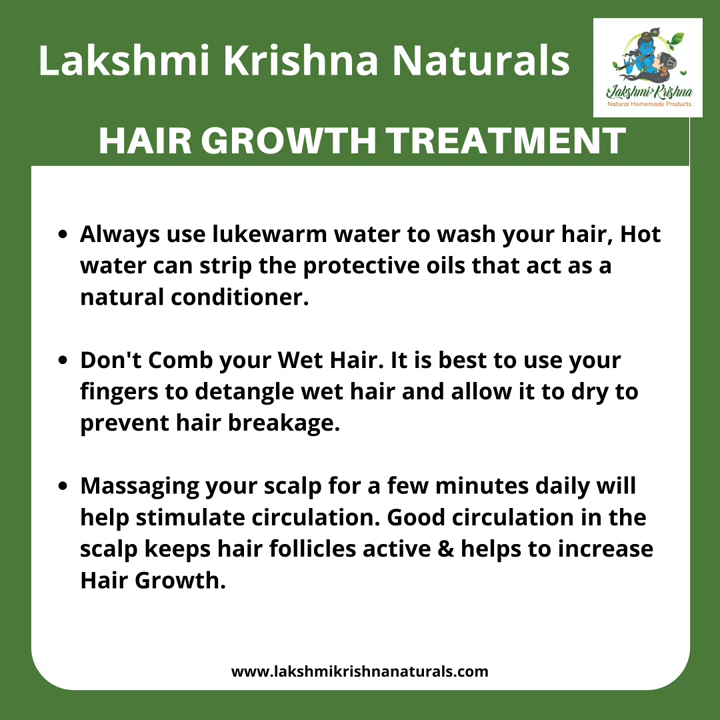 Lakshmi Krishna Naturals
Lakshmi Krishna
Natural Homemade Products
HAIR GROWTH TREATMENT
• Always use lukewarm water to wash your hair, Hot
water can strip the protective oils that act as a
natural conditioner.
• Don't Comb your Wet Hair. It is best to use your
fingers to detangle wet hair and allow it to dry to
prevent hair breakage.
• Massaging your scalp for a few minutes daily will
help stimulate circulation. Good circulation in the
scalp keeps hair follicles active & helps to increase
Hair Growth.
www.lakshmikrishnanaturals.com